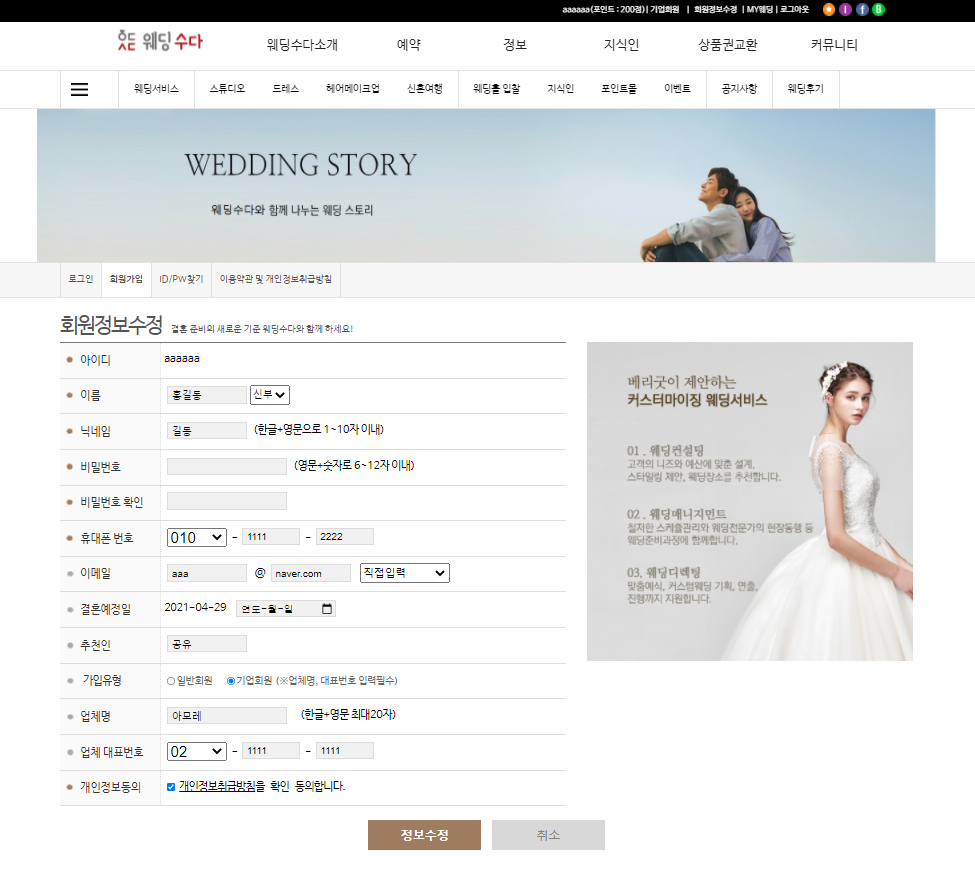 aaaaaa(포인트 : 200점) | 기업회원 | 회원정보수정 | MY웨딩 | 로그아웃
웨딩수다 웨딩수다소개 예약 정보 지식인 상품권교환 커뮤니티
웨딩서비스 스튜디오 드레스 헤어메이크업 신혼여행 웨딩홀 입찰 지식인 포인트몰 이벤트 공지사항 웨딩후기
WEDDING STORY
웨딩수다와 함께 나누는 웨딩 스토리
로그인 회원가입 ID/PW찾기 이용약관 및 개인정보취급방침
회원정보수정 결혼 준비의 새로운 기준 웨딩수다와 함께 하세요!
아이디 aaaaaa
이름 홍길동 신부
닉네임 길동 (한글+영문으로 1~10자 이내)
비밀번호 (영문+숫자로 6~12자 이내)
비밀번호 확인
휴대폰 번호 010 - 1111 - 2222
이메일 aaa @ naver.com 직접입력
결혼예정일 2021-04-29 연도-월-일
추천인 공유
가입유형 일반회원 기업회원 (※업체명, 대표번호 입력필수)
업체명 아모레 (한글+영문 최대20자)
업체 대표번호 02 - 1111 - 1111
개인정보동의 개인정보취급방침을 확인 동의합니다.
베리굿이 제안하는
커스터마이징 웨딩서비스
01 . 웨딩컨설팅
고객의 니즈와 예산에 맞춘 설계,
스타일링 제안, 웨딩장소를 추천합니다.
02 . 웨딩매니지먼트
철저한 스케쥴관리와 웨딩전문가의 현장동행 등
웨딩준비과정에 함께합니다.
03. 웨딩디렉팅
맞춤예식, 커스텀웨딩 기획, 연출,
진행까지 지원합니다.
정보수정 취소